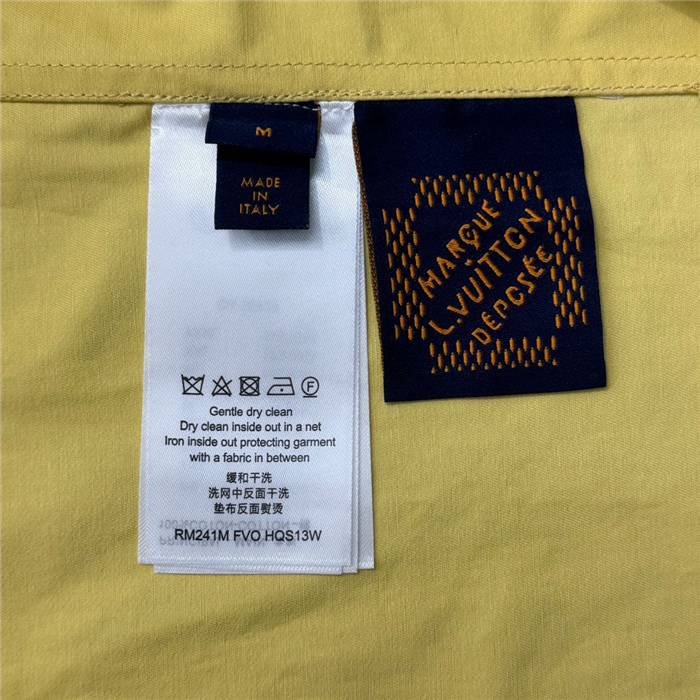 M
MADE
IN
ITALY
MARQUE
L.VUITTON
DÉPOSÉE
F
Gentle dry clean
Dry clean inside out in a net
Iron inside out protecting garment
with a fabric in between
缓和干洗
洗网中反面干洗
垫布反面熨烫
RM241M FVO HQS13W